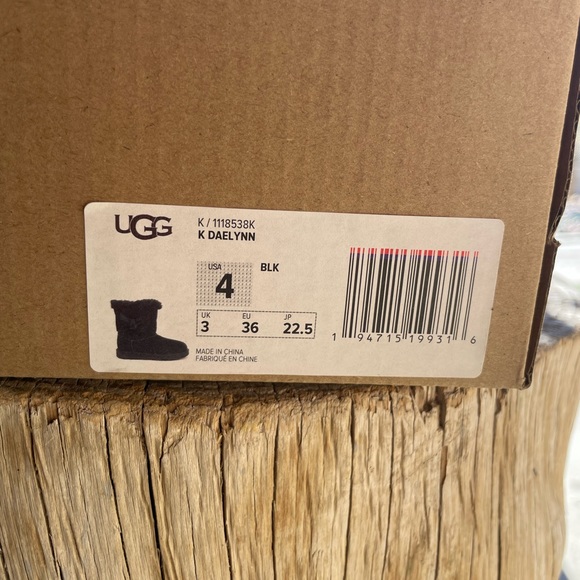 UGG
K / 1118538K
K DAELYNN
USA
4
BLK
UK EU JP
3 36 22.5
MADE IN CHINA
FABRIQUÉ EN CHINE
1 94715 19931 6